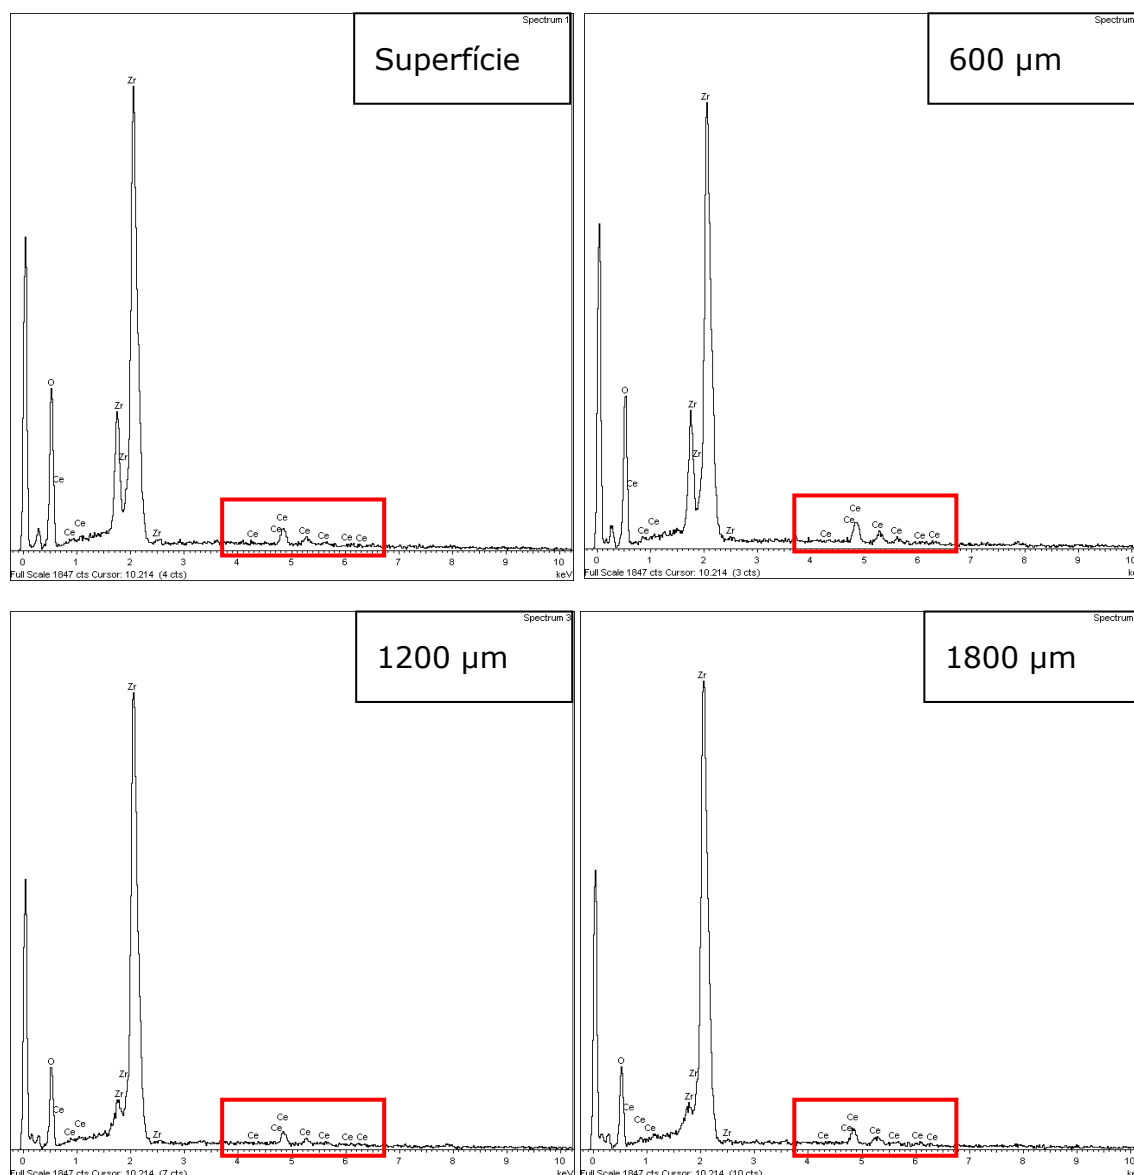 Spectrum 1
Superfície
Zr
O
Zr
Zr
Ce
Ce
Ce
Zr
Ce
Ce
Ce
Ce
Ce
Ce
Ce
0 1 2 3 4 5 6 7 8 9 10
Full Scale 1847 cts Cursor: 10.214 (4 cts)
keV
Spectrum
600 µm
Zr
O
Zr
Zr
Ce
Ce
Ce
Zr
Ce
Ce
Ce
Ce
Ce
Ce
Ce
0 1 2 3 4 5 6 7 8 9 10
Full Scale 1847 cts Cursor: 10.214 (3 cts)
ke
Spectrum 3
1200 µm
Zr
O
Zr
Zr
Ce
Ce
Ce
Zr
Ce
Ce
Ce
Ce
Ce
Ce
Ce
0 1 2 3 4 5 6 7 8 9 10
Full Scale 1847 cts Cursor: 10.214 (7 cts)
keV
Spectrum
1800 µm
Zr
O
Zr
Zr
Ce
Ce
Ce
Zr
Ce
Ce
Ce
Ce
Ce
Ce
Ce
0 1 2 3 4 5 6 7 8 9 10
Full Scale 1847 cts Cursor: 10.214 (10 cts)
ke